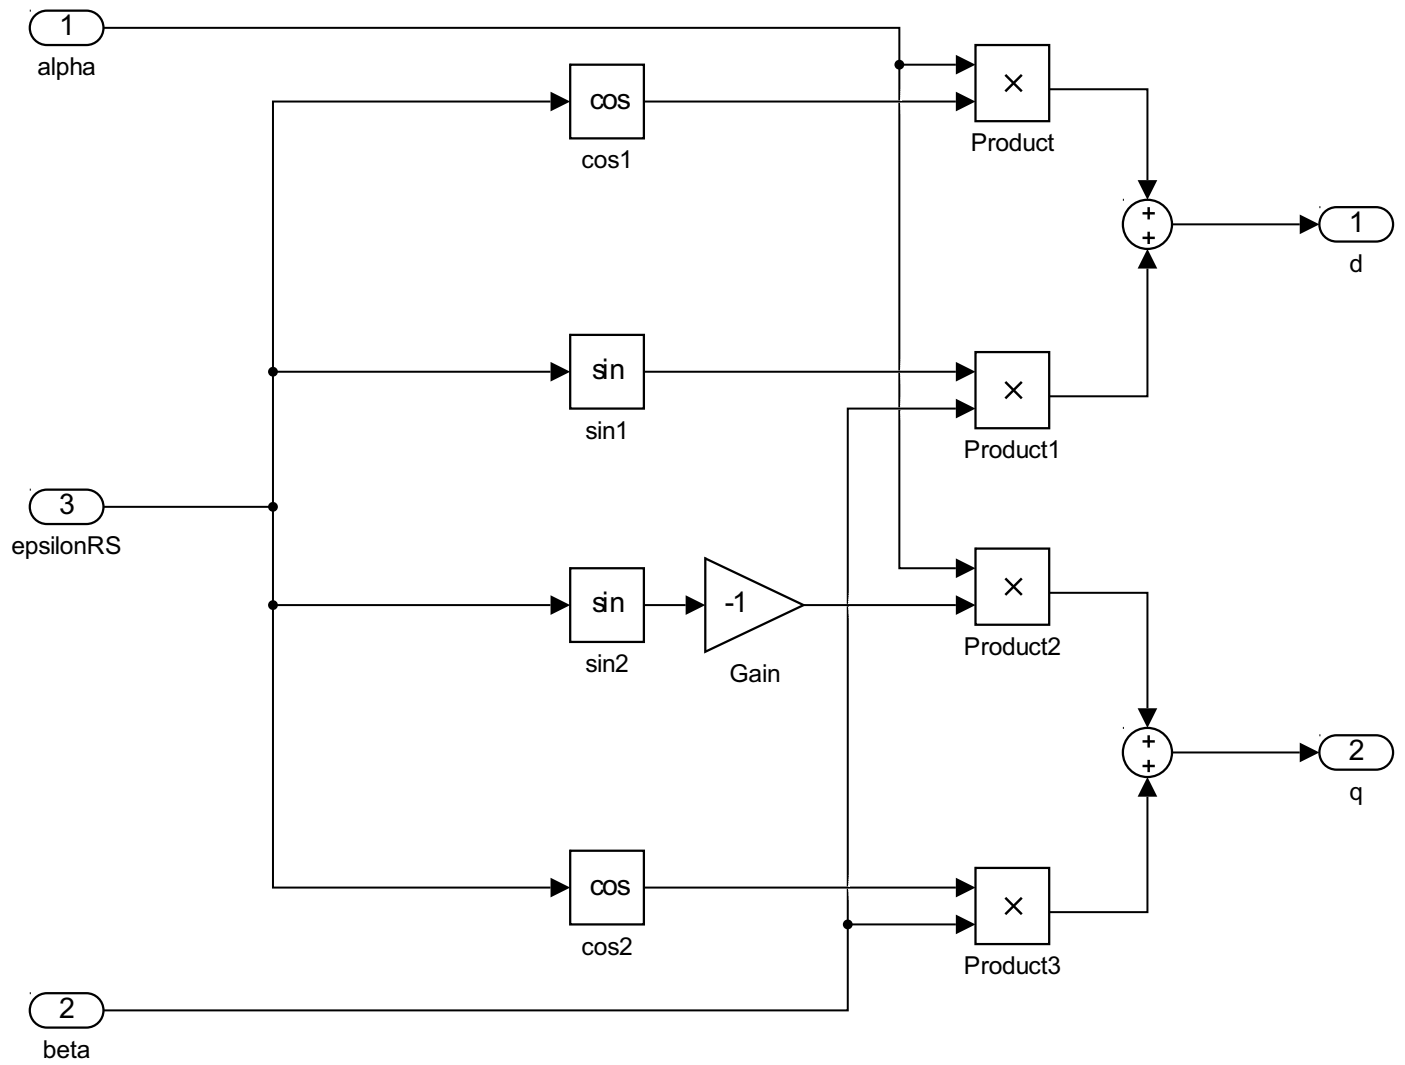 1
alpha
cos
cos1
×
Product
+
+
1
d
sin
sin1
×
Product1
3
epsilonRS
sin
sin2
-1
Gain
×
Product2
+
+
2
q
cos
cos2
×
Product3
2
beta